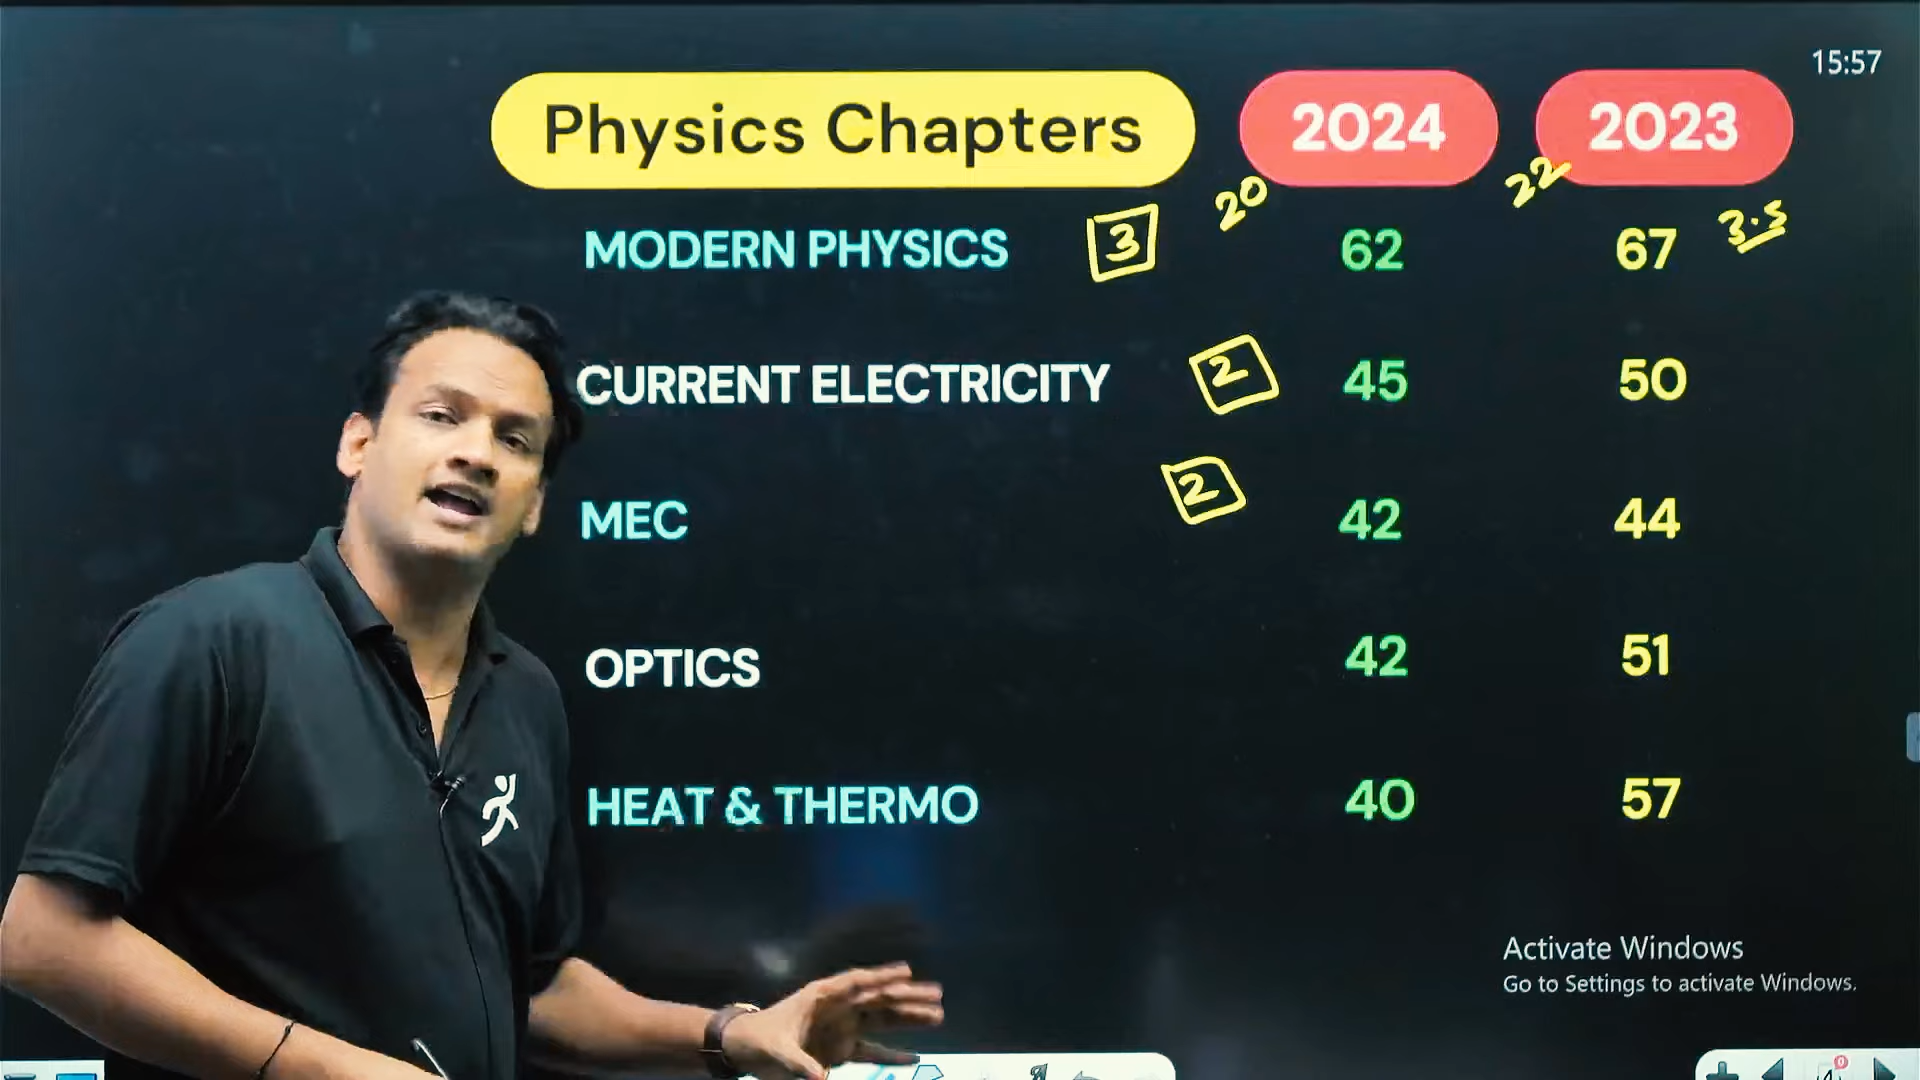 15:57
Physics Chapters 2024 2023
20 22
MODERN PHYSICS 3 62 67 3.5
CURRENT ELECTRICITY 2 45 50
MEC 2 42 44
OPTICS 42 51
HEAT & THERMO 40 57
Activate Windows
Go to Settings to activate Windows.